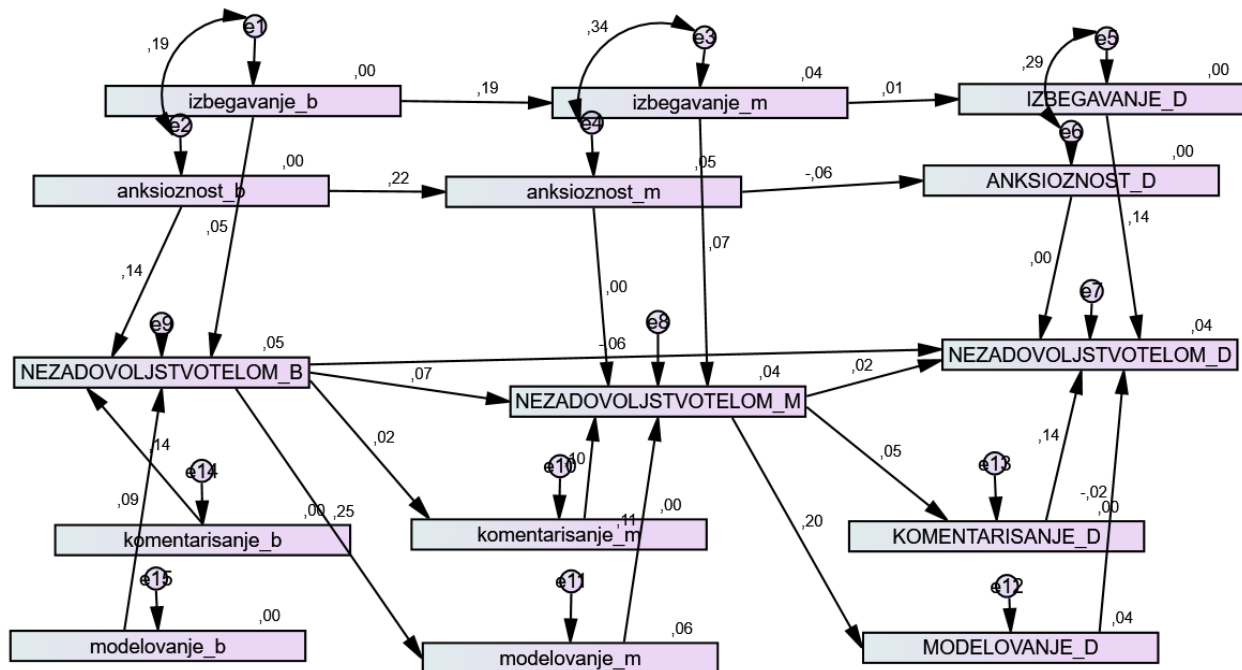 e1
e3
e5
,19
,34
,29
,00
,04
,00
izbegavanje_b
,19
izbegavanje_m
,01
IZBEGAVANJE_D
e2
e4
e6
,00
,05
,00
anksioznost_b
,22
anksioznost_m
-,06
ANKSIOZNOST_D
,05
,07
,14
,14
,00
,00
e9
e8
e7
,05
,04
,04
NEZADOVOLJSTVOTELOM_B
-,06
NEZADOVOLJSTVOTELOM_D
,07
,02
NEZADOVOLJSTVOTELOM_M
,02
,14
,10
,05
,14
e14
e10
e13
,09
,00
,25
,11
,00
,20
-,02
,00
komentarisanje_b
komentarisanje_m
KOMENTARISANJE_D
e15
e11
e12
,00
,06
,04
modelovanje_b
modelovanje_m
MODELOVANJE_D